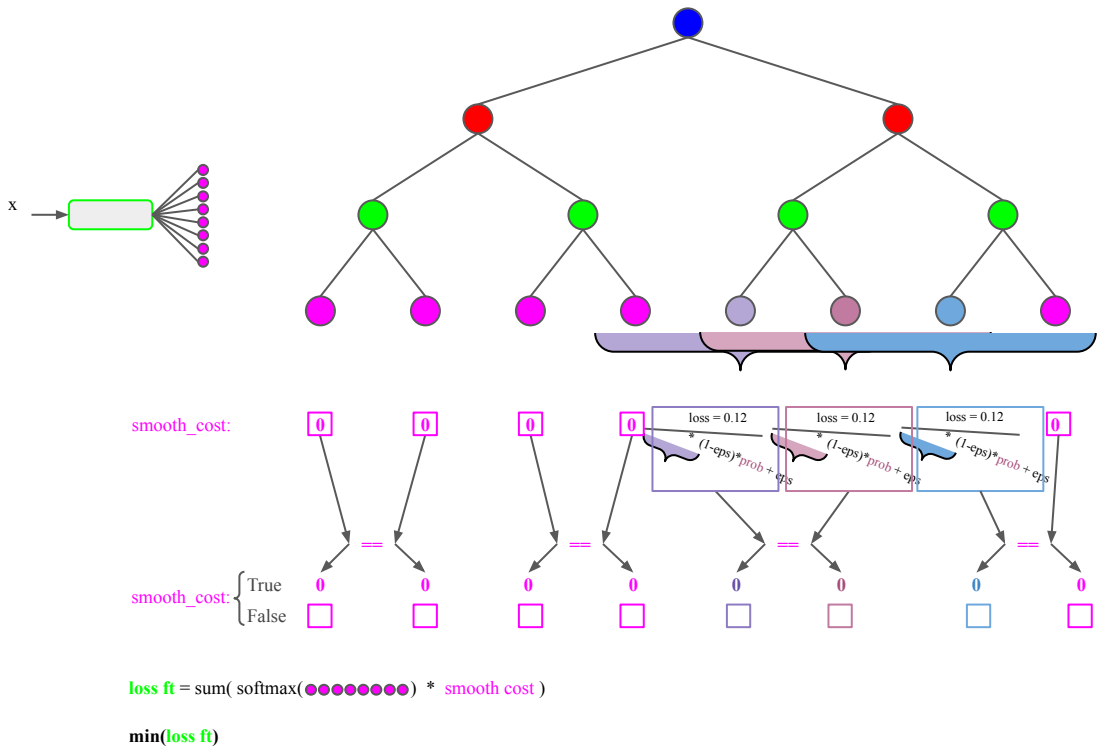 x
smooth_cost:
0
0
0
0
loss = 0.12
* (1-eps)*prob + eps
loss = 0.12
* (1-eps)*prob + eps
loss = 0.12
* (1-eps)*prob + eps
0
== == == ==
smooth_cost:
True 0 0 0 0 0 0 0 0
False
loss ft = sum( softmax( ) * smooth cost )
min(loss ft)